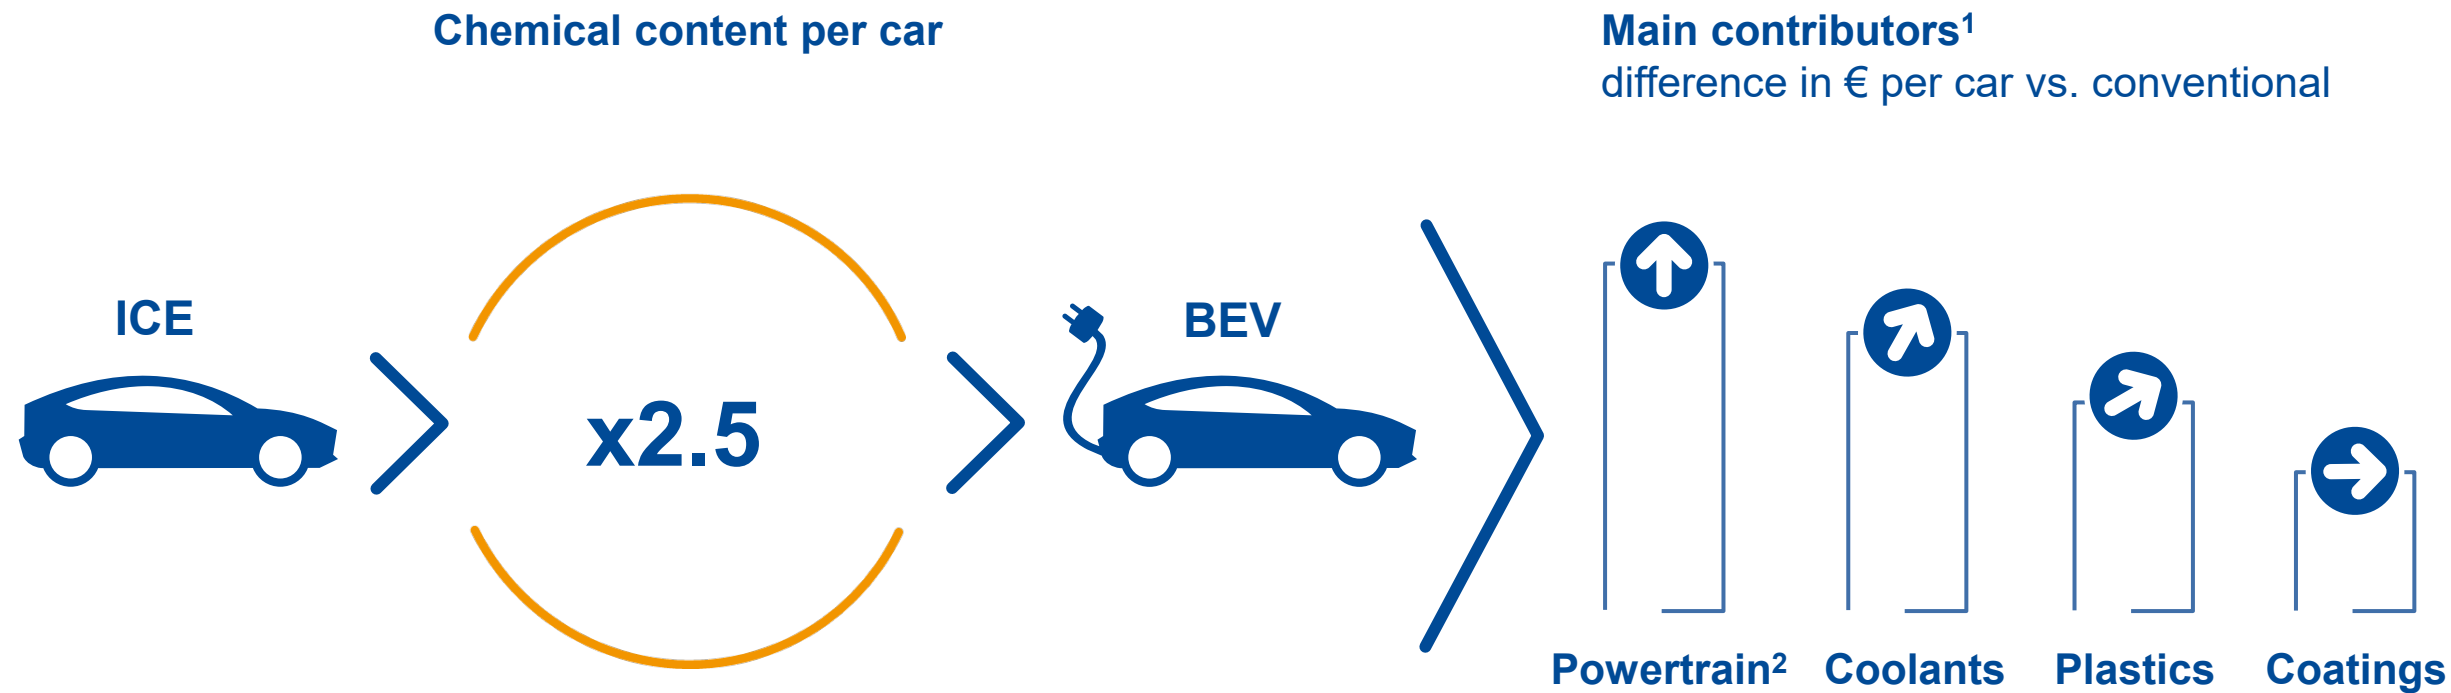 Chemical content per car
Main contributors¹
difference in € per car vs. conventional
ICE
x2.5
BEV
Powertrain²
Coolants
Plastics
Coatings